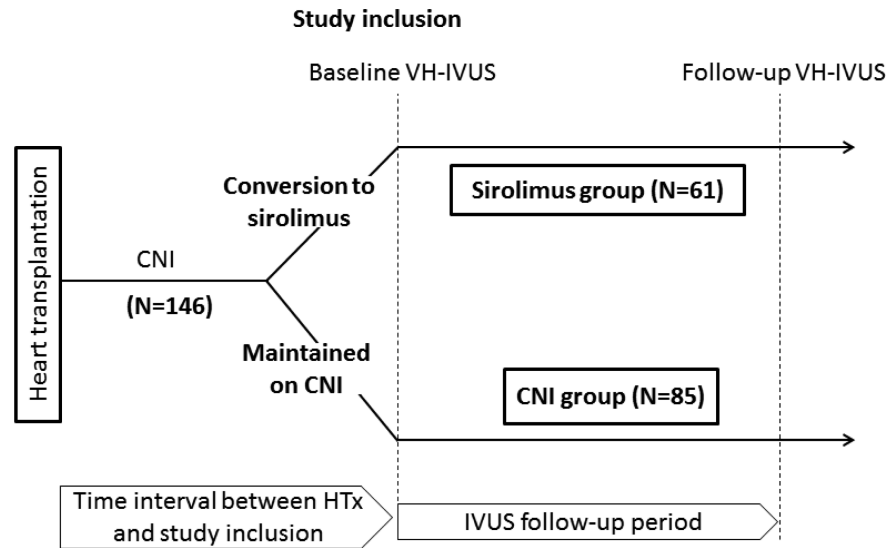 Study inclusion
Baseline VH-IVUS
Follow-up VH-IVUS
Heart transplantation
CNI
(N=146)
Conversion to
sirolimus
Sirolimus group (N=61)
Maintained
on CNI
CNI group (N=85)
Time interval between HTx
and study inclusion
IVUS follow-up period